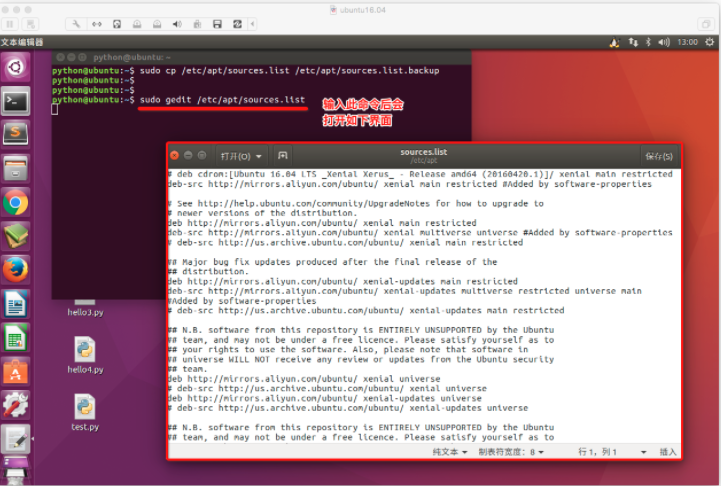 ubuntu16.04
文本编辑器
13:00
python@ubuntu: ~
python@ubuntu:~$ sudo cp /etc/apt/sources.list /etc/apt/sources.list.backup
python@ubuntu:~$
python@ubuntu:~$
python@ubuntu:~$ sudo gedit /etc/apt/sources.list
输入此命令后会
打开如下界面
打开(O)
sources.list
/etc/apt
保存(S)
# deb cdrom:[Ubuntu 16.04 LTS _Xenial Xerus_ - Release amd64 (20160420.1)]/ xenial main restricted
deb-src http://mirrors.aliyun.com/ubuntu/ xenial main restricted #Added by software-properties
# See http://help.ubuntu.com/community/UpgradeNotes for how to upgrade to
# newer versions of the distribution.
deb http://mirrors.aliyun.com/ubuntu/ xenial main restricted
deb-src http://mirrors.aliyun.com/ubuntu/ xenial multiverse universe #Added by software-properties
# deb-src http://us.archive.ubuntu.com/ubuntu/ xenial main restricted
## Major bug fix updates produced after the final release of the
## distribution.
deb http://mirrors.aliyun.com/ubuntu/ xenial-updates main restricted
deb-src http://mirrors.aliyun.com/ubuntu/ xenial-updates multiverse restricted universe main
#Added by software-properties
# deb-src http://us.archive.ubuntu.com/ubuntu/ xenial-updates main restricted
## N.B. software from this repository is ENTIRELY UNSUPPORTED by the Ubuntu
## team, and may not be under a free licence. Please satisfy yourself as to
## your rights to use the software. Also, please note that software in
## universe WILL NOT receive any review or updates from the Ubuntu security
## team.
deb http://mirrors.aliyun.com/ubuntu/ xenial universe
# deb-src http://us.archive.ubuntu.com/ubuntu/ xenial universe
deb http://mirrors.aliyun.com/ubuntu/ xenial-updates universe
# deb-src http://us.archive.ubuntu.com/ubuntu/ xenial-updates universe
## N.B. software from this repository is ENTIRELY UNSUPPORTED by the Ubuntu
## team, and may not be under a free licence. Please satisfy yourself as to
纯文本
制表符宽度：8
行 1，列 1
插入
hello3.py
hello4.py
test.py